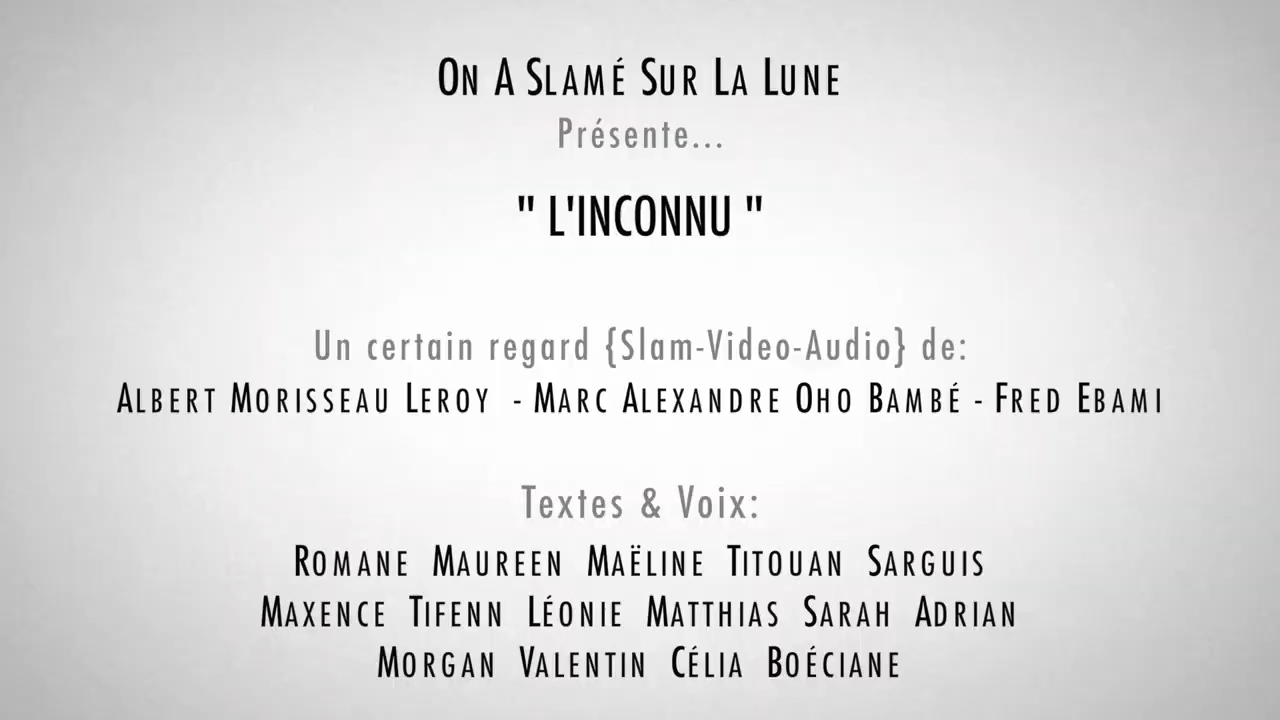 On A Slamé Sur La Lune
Présente...
" L'INCONNU "
Un certain regard {Slam-Video-Audio} de:
Albert Morisseau Leroy - Marc Alexandre Oho Bambé - Fred Ebami
Textes & Voix:
Romane Maureen Maëline Titouan Sarguis
Maxence Tifenn Léonie Matthias Sarah Adrian
Morgan Valentin Célia Boéciane